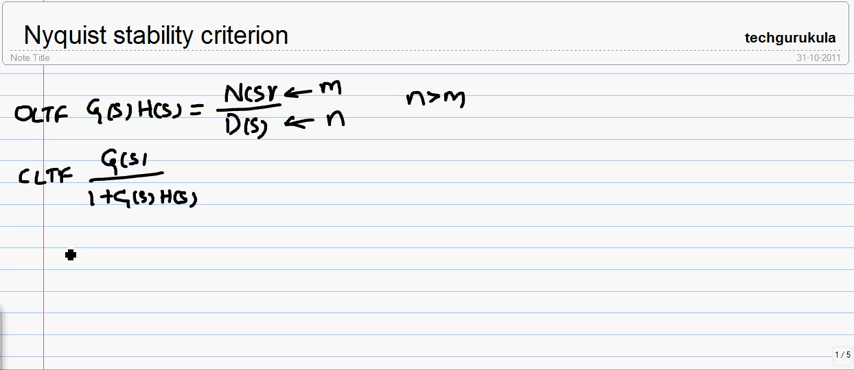 Nyquist stability criterion
techgurukula
Note Title
31-10-2011
OLTF G(s) H(s) = N(s) ← m / D(s) ← n n>m
CLTF G(s) / 1+G(s) H(s)
1 / 5